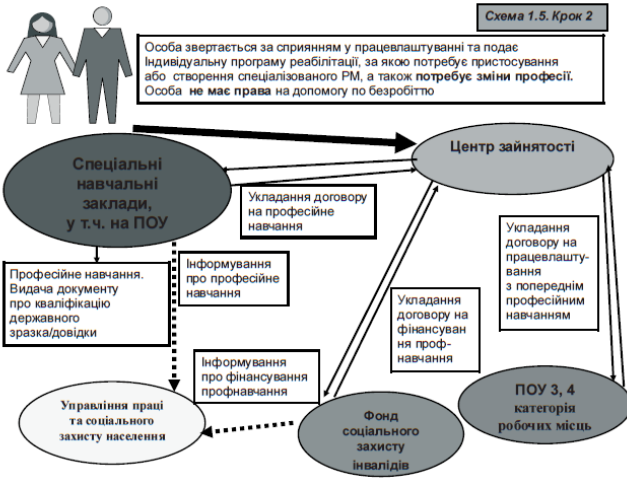 Схема 1.5. Крок 2
Особа звертається за сприянням у працевлаштуванні та подає
Індивідуальну програму реабілітації, за якою потребує пристосування
або створення спеціалізованого РМ, а також потребує зміни професії.
Особа не має права на допомогу по безробіттю
Спеціальні
навчальні
заклади,
у т.ч. на ПОУ
Центр зайнятості
Укладання договору
на професійне
навчання
Укладання
договору на
працевлашту-
вання
з попереднім
професійним
навчанням
Професійне навчання.
Видача документу
про кваліфікацію
державного
зразка/довідки
Інформування
про професійне
навчання
Укладання
договору на
фінансуван
ня проф-
навчання
Інформування
про фінансування
профнавчання
Управління праці
та соціального
захисту населення
Фонд
соціального
захисту
інвалідів
ПОУ 3, 4
категорія
робочих місць